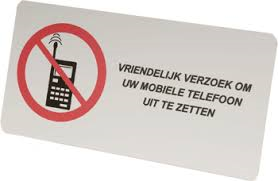 VRIENDELIJK VERZOEK OM
UW MOBIELE TELEFOON
UIT TE ZETTEN